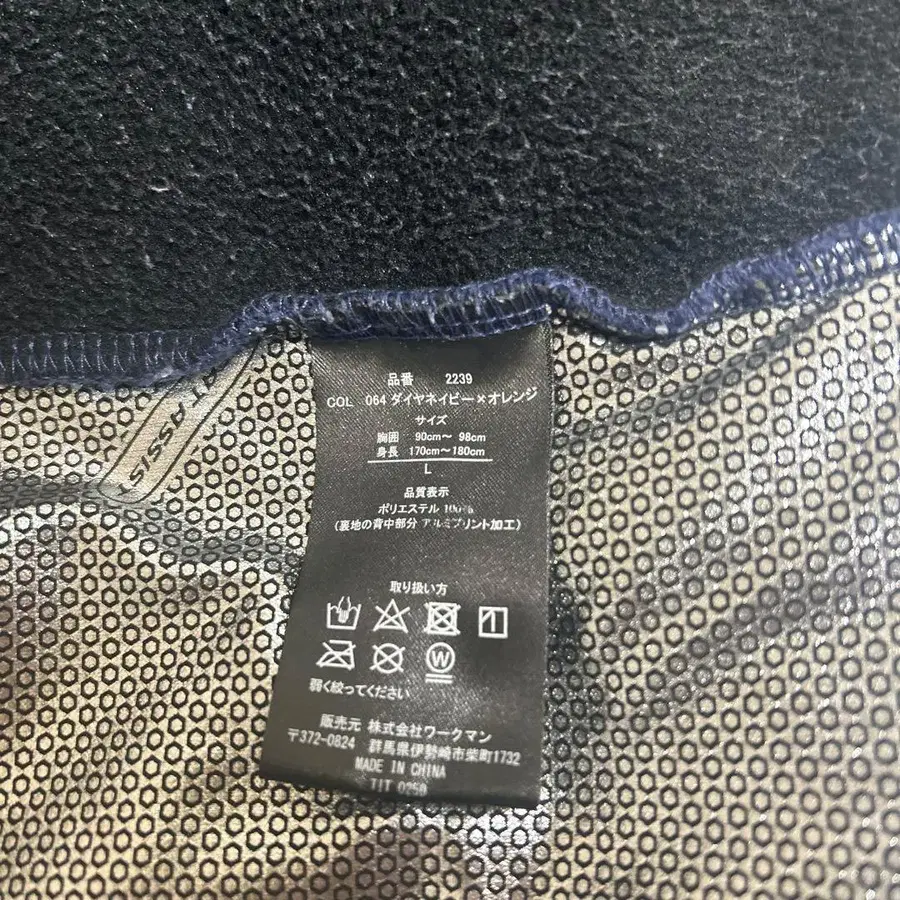 品番 2239
COL 064 ダイヤネイビー×オレンジ
サイズ
胸囲 90cm〜 98cm
身長 170cm〜180cm
L
品質表示
ポリエステル 100%
(裏地の背中部分 アルミプリント加工)
取り扱い方
W
弱く絞ってください
販売元 株式会社ワークマン
〒372-0824 群馬県伊勢崎市柴町1732
MADE IN CHINA
TIT 0258
ASSIST